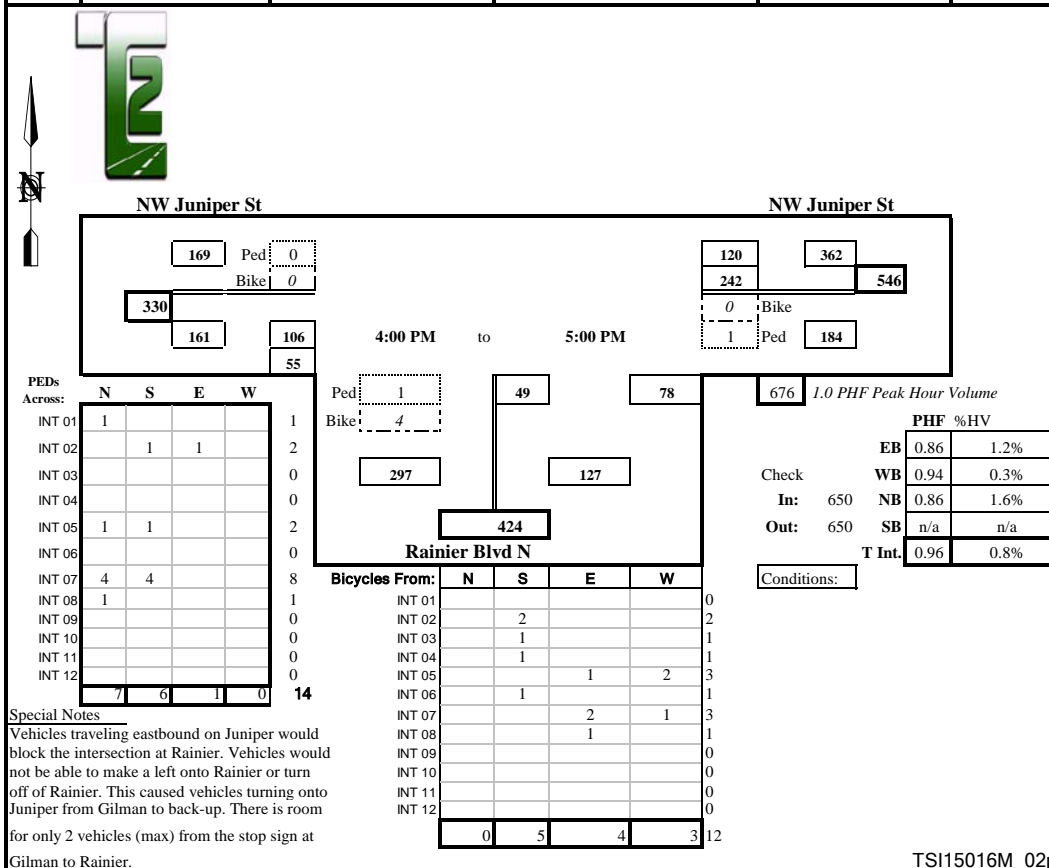 T2
N
NW Juniper St NW Juniper St
169 Ped 0 120 362
Bike 0 242 546
330 0 Bike
161 106 4:00 PM to 5:00 PM 1 Ped 184
55
PEDs Across: N S E W Ped 1 49 78 676 1.0 PHF Peak Hour Volume
INT 01 1 1 Bike 4 PHF %HV
INT 02 1 1 2 EB 0.86 1.2%
INT 03 0 297 127 Check WB 0.94 0.3%
INT 04 0 In: 650 NB 0.86 1.6%
INT 05 1 1 2 424 Out: 650 SB n/a n/a
INT 06 0 Rainier Blvd N T Int. 0.96 0.8%
INT 07 4 4 8 Bicycles From: N S E W Conditions:
INT 08 1 1 INT 01 0
INT 09 0 INT 02 2 2
INT 10 0 INT 03 1 1
INT 11 0 INT 04 1 1
INT 12 0 INT 05 1 2 3
7 6 1 0 14 INT 06 1 1
Special Notes INT 07 2 1 3
Vehicles traveling eastbound on Juniper would INT 08 1 1
block the intersection at Rainier. Vehicles would INT 09 0
not be able to make a left onto Rainier or turn INT 10 0
off of Rainier. This caused vehicles turning onto INT 11 0
Juniper from Gilman to back-up. There is room INT 12 0
for only 2 vehicles (max) from the stop sign at 0 5 4 3 12
Gilman to Rainier. TSI15016M_02